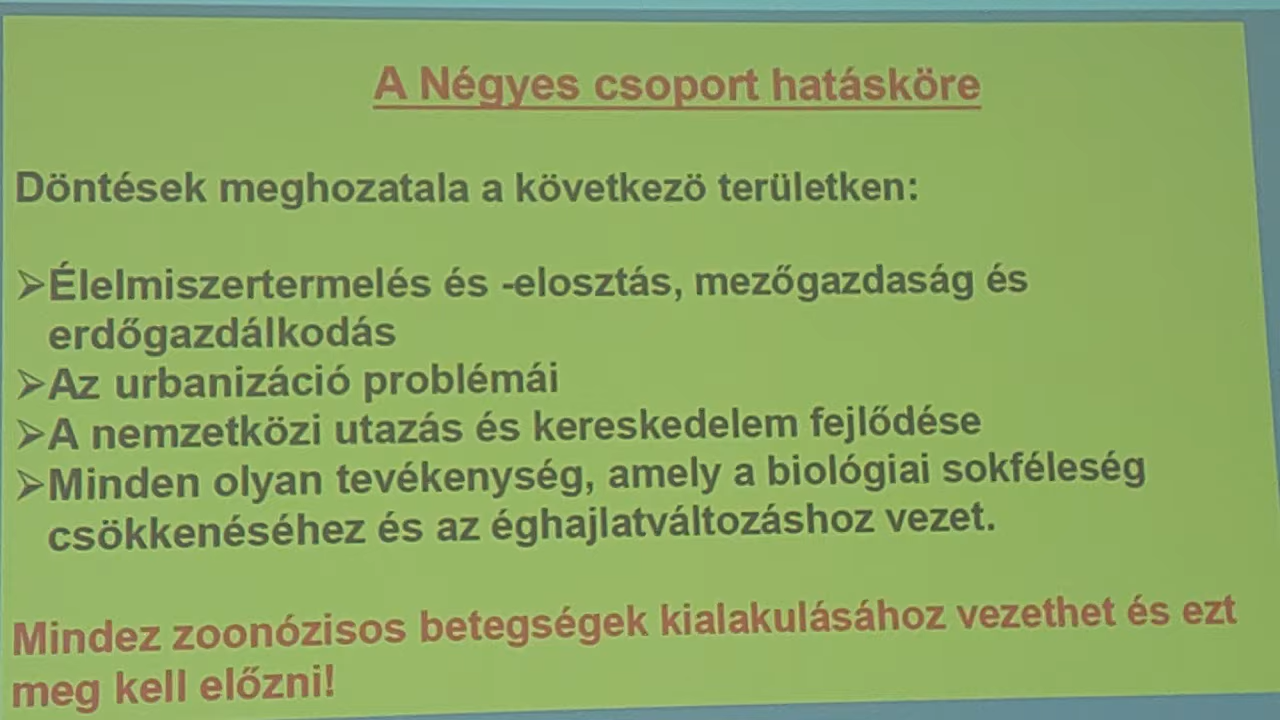 A Négyes csoport hatásköre
Döntések meghozatala a következö területken:
➢Élelmiszertermelés és -elosztás, mezőgazdaság és
erdőgazdálkodás
➢Az urbanizáció problémái
➢A nemzetközi utazás és kereskedelem fejlődése
➢Minden olyan tevékenység, amely a biológiai sokféleség
csökkenéséhez és az éghajlatváltozáshoz vezet.
Mindez zoonózisos betegségek kialakulásához vezethet és ezt
meg kell előzni!